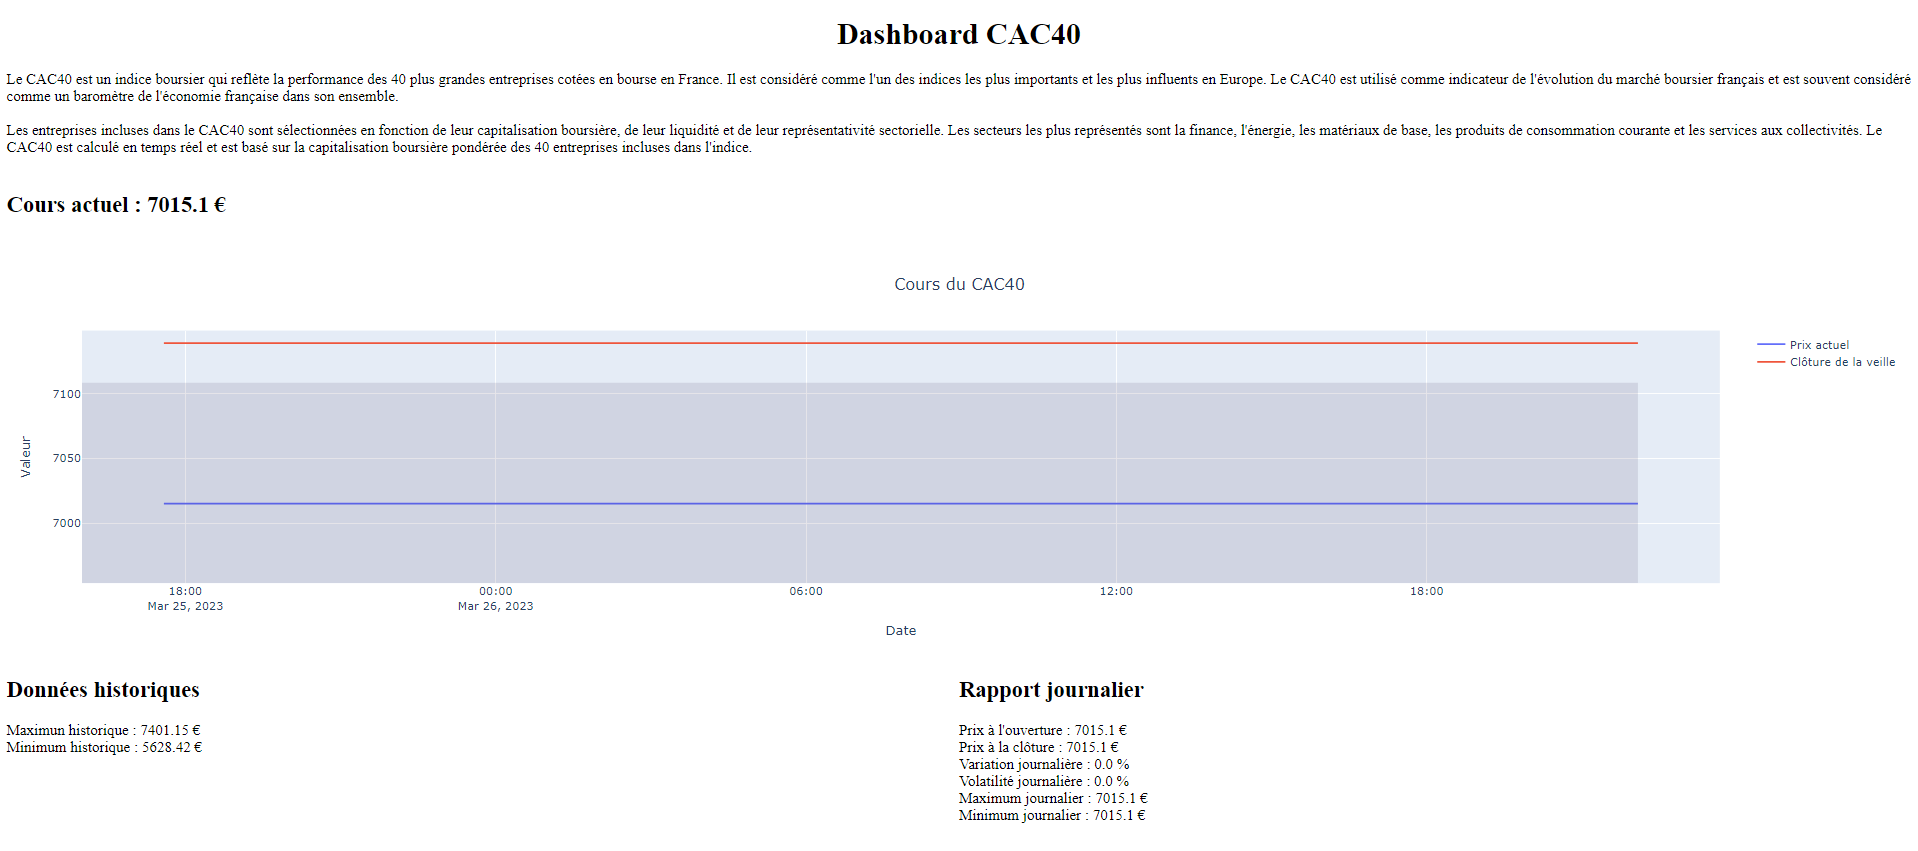 Dashboard CAC40
Le CAC40 est un indice boursier qui reflète la performance des 40 plus grandes entreprises cotées en bourse en France. Il est considéré comme l'un des indices les plus importants et les plus influents en Europe. Le CAC40 est utilisé comme indicateur de l'évolution du marché boursier français et est souvent considéré
comme un baromètre de l'économie française dans son ensemble.
Les entreprises incluses dans le CAC40 sont sélectionnées en fonction de leur capitalisation boursière, de leur liquidité et de leur représentativité sectorielle. Les secteurs les plus représentés sont la finance, l'énergie, les matériaux de base, les produits de consommation courante et les services aux collectivités. Le
CAC40 est calculé en temps réel et est basé sur la capitalisation boursière pondérée des 40 entreprises incluses dans l'indice.
Cours actuel : 7015.1 €
Cours du CAC40
Prix actuel
Clôture de la veille
7100
7050
7000
Valeur
18:00
Mar 25, 2023
00:00
Mar 26, 2023
06:00
12:00
18:00
Date
Données historiques
Maximun historique : 7401.15 €
Minimum historique : 5628.42 €
Rapport journalier
Prix à l'ouverture : 7015.1 €
Prix à la clôture : 7015.1 €
Variation journalière : 0.0 %
Volatilité journalière : 0.0 %
Maximum journalier : 7015.1 €
Minimum journalier : 7015.1 €